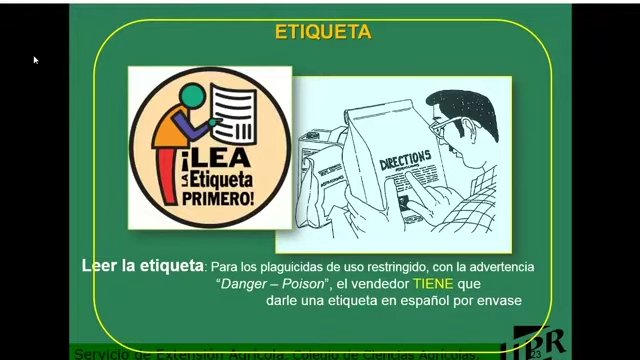 ETIQUETA
¡LEA
LA Etiqueta
PRIMERO!
DIRECTIONS
Leer la etiqueta: Para los plaguicidas de uso restringido, con la advertencia
“Danger – Poison”, el vendedor TIENE que
darle una etiqueta en español por envase
Servicio de Extensión Agrícola, Colegio de Ciencias Agrícolas
UPR
23